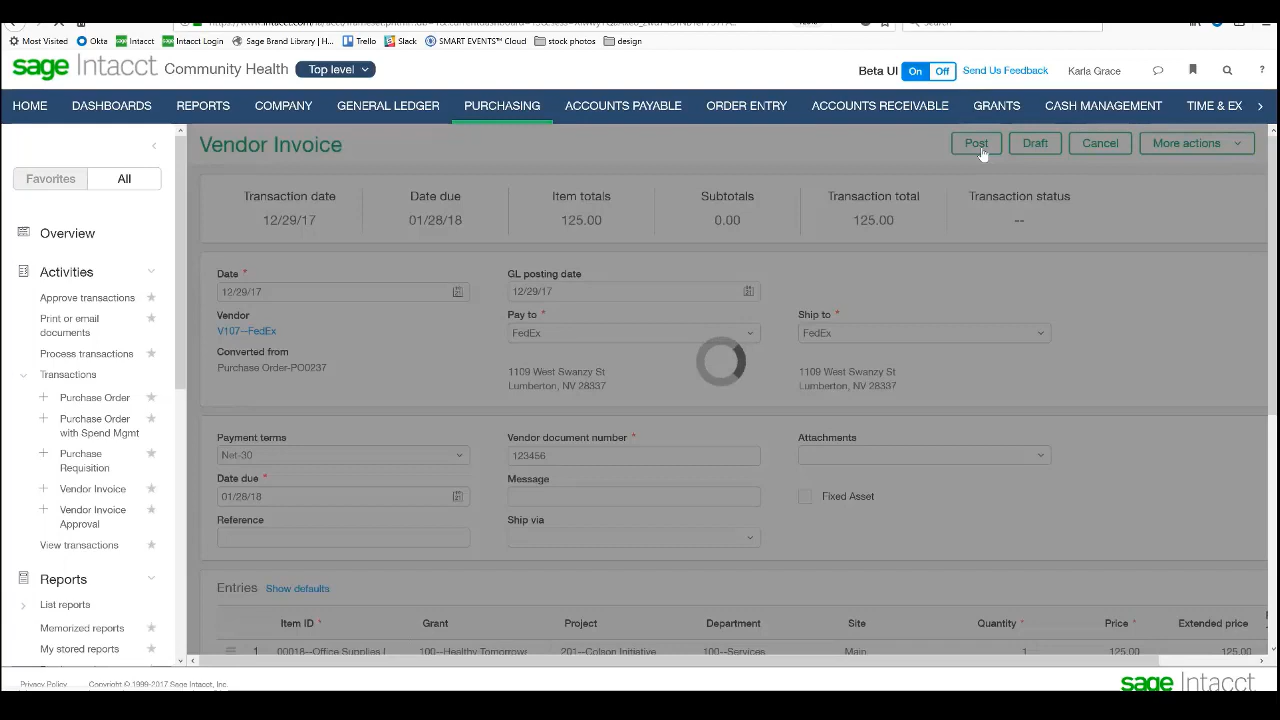 Most Visited Okta Intacct Intacct Login Sage Brand Library | H... Trello Slack SMART EVENTS™ Cloud stock photos design
sage Intacct Community Health Top level
Beta UI On Off Send Us Feedback Karla Grace ?
HOME DASHBOARDS REPORTS COMPANY GENERAL LEDGER PURCHASING ACCOUNTS PAYABLE ORDER ENTRY ACCOUNTS RECEIVABLE GRANTS CASH MANAGEMENT TIME & EX
Vendor Invoice
Post Draft Cancel More actions
Favorites All
Overview
Activities
Approve transactions
Print or email
documents
Process transactions
Transactions
Purchase Order
Purchase Order
with Spend Mgmt
Purchase
Requisition
Vendor Invoice
Vendor Invoice
Approval
View transactions
Reports
List reports
Memorized reports
My stored reports
Transaction date Date due Item totals Subtotals Transaction total Transaction status
12/29/17 01/28/18 125.00 0.00 125.00 --
Date * GL posting date
12/29/17 12/29/17
Vendor Pay to * Ship to *
V107--FedEx FedEx FedEx
Converted from
Purchase Order-PO0237
1109 West Swanzy St 1109 West Swanzy St
Lumberton, NV 28337 Lumberton, NV 28337
Payment terms Vendor document number * Attachments
Net-30 123456
Date due * Message
01/28/18 Fixed Asset
Reference Ship via
Entries Show defaults
Item ID * Grant Project Department Site Quantity * Price * Extended price
1 00018--Office Supplies 100--Healthy Tomorrow 201--Colson Initiative 100--Services Main 1 125.00 125.00
Privacy Policy Copyright © 1999-2017 Sage Intacct, Inc.
sage Intacct